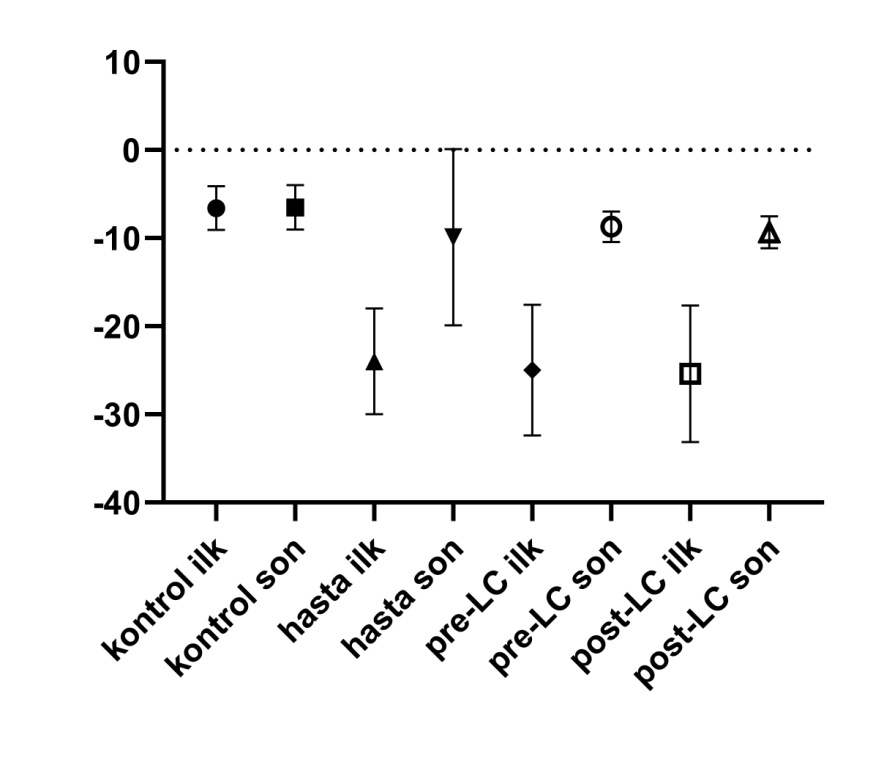 10
0
-10
-20
-30
-40
kontrol ilk
kontrol son
hasta ilk
hasta son
pre-LC ilk
pre-LC son
post-LC ilk
post-LC son